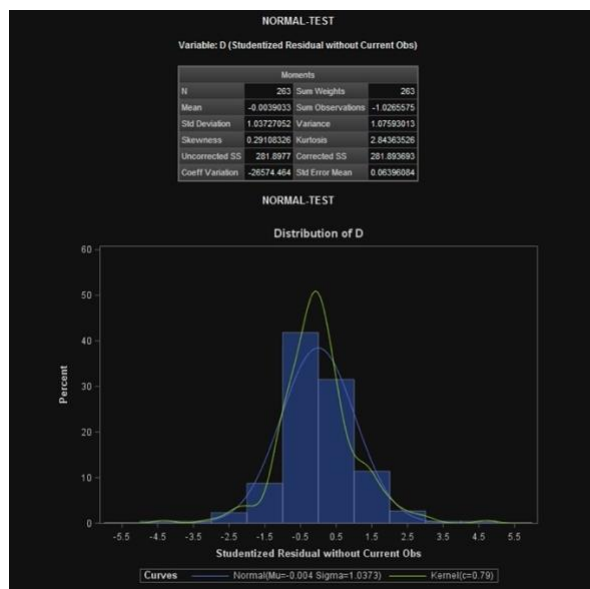 NORMAL-TEST
Variable: D (Studentized Residual without Current Obs)
Moments
N 263 Sum Weights 263
Mean -0.0039033 Sum Observations -1.0265575
Std Deviation 1.03727052 Variance 1.07593013
Skewness 0.29108326 Kurtosis 2.84363526
Uncorrected SS 281.8977 Corrected SS 281.893693
Coeff Variation -26574.464 Std Error Mean 0.06396084
NORMAL-TEST
Distribution of D
60
50
40
30
20
10
0
Percent
-5.5 -4.5 -3.5 -2.5 -1.5 -0.5 0.5 1.5 2.5 3.5 4.5 5.5
Studentized Residual without Current Obs
Curves Normal(Mu=-0.004 Sigma=1.0373) Kernel(c=0.79)